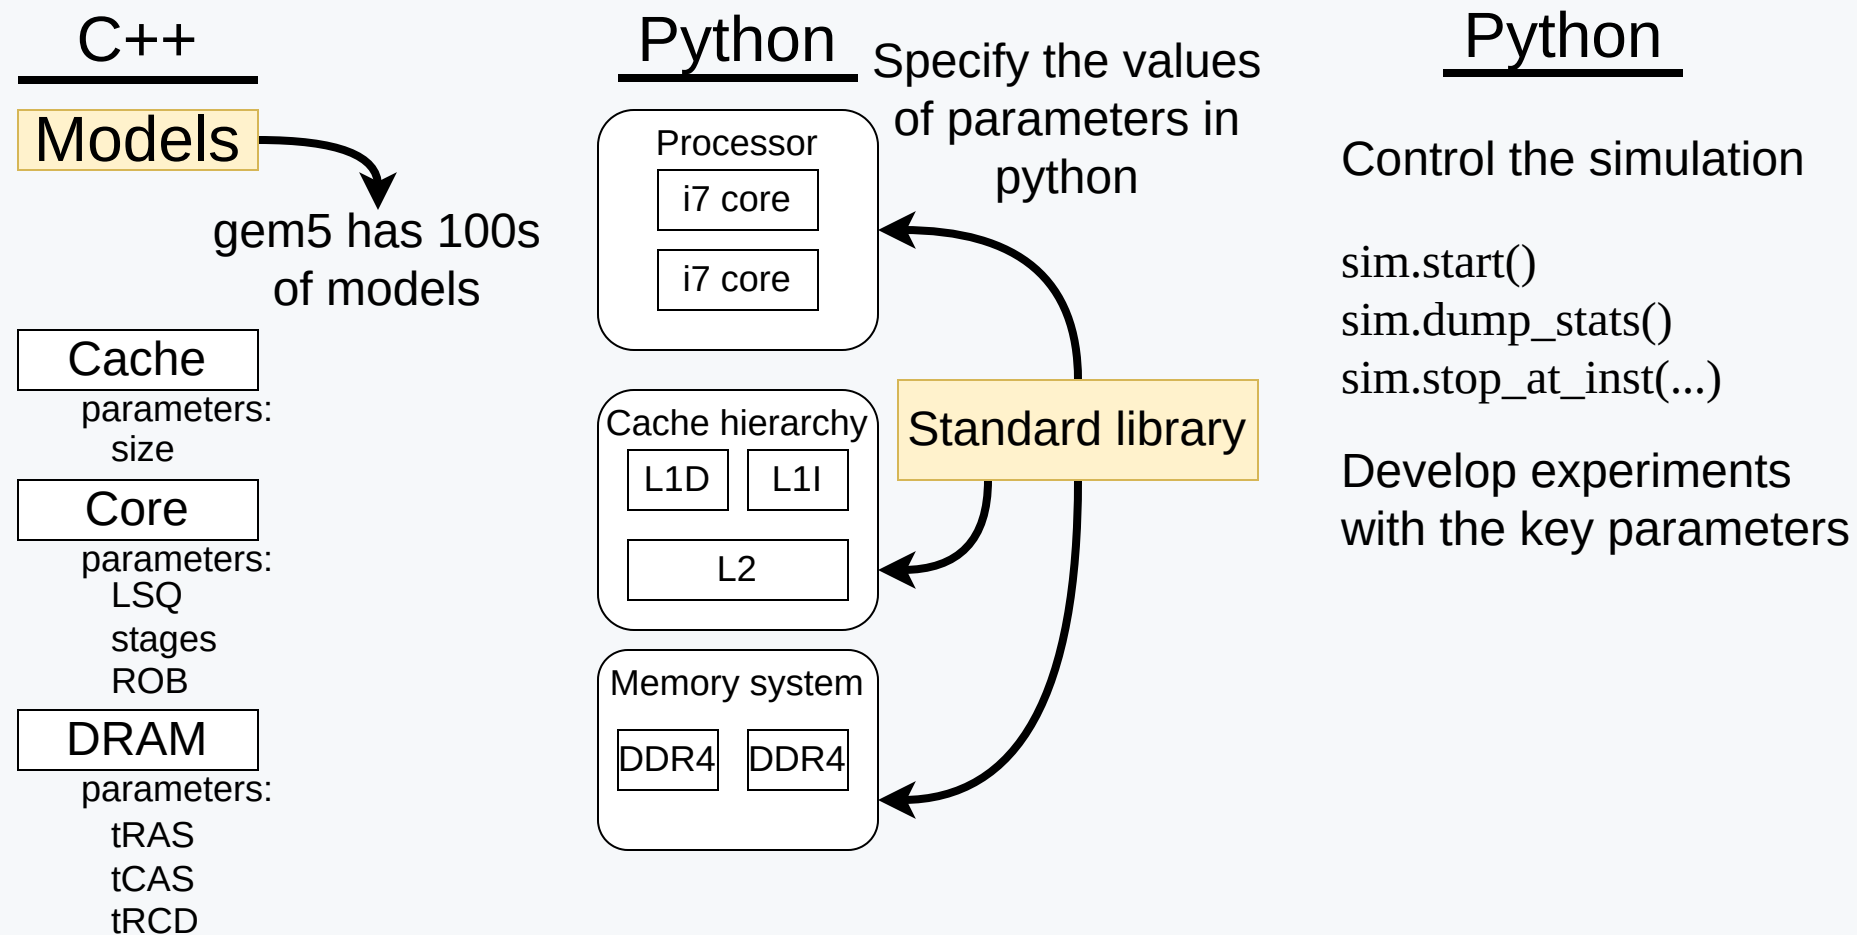 C++
Models
gem5 has 100s
of models
Cache
parameters:
size
Core
parameters:
LSQ
stages
ROB
DRAM
parameters:
tRAS
tCAS
tRCD
Python
Specify the values
of parameters in
python
Processor
i7 core
i7 core
Cache hierarchy
L1D
L1I
L2
Memory system
DDR4
DDR4
Standard library
Python
Control the simulation
sim.start()
sim.dump_stats()
sim.stop_at_inst(...)
Develop experiments
with the key parameters